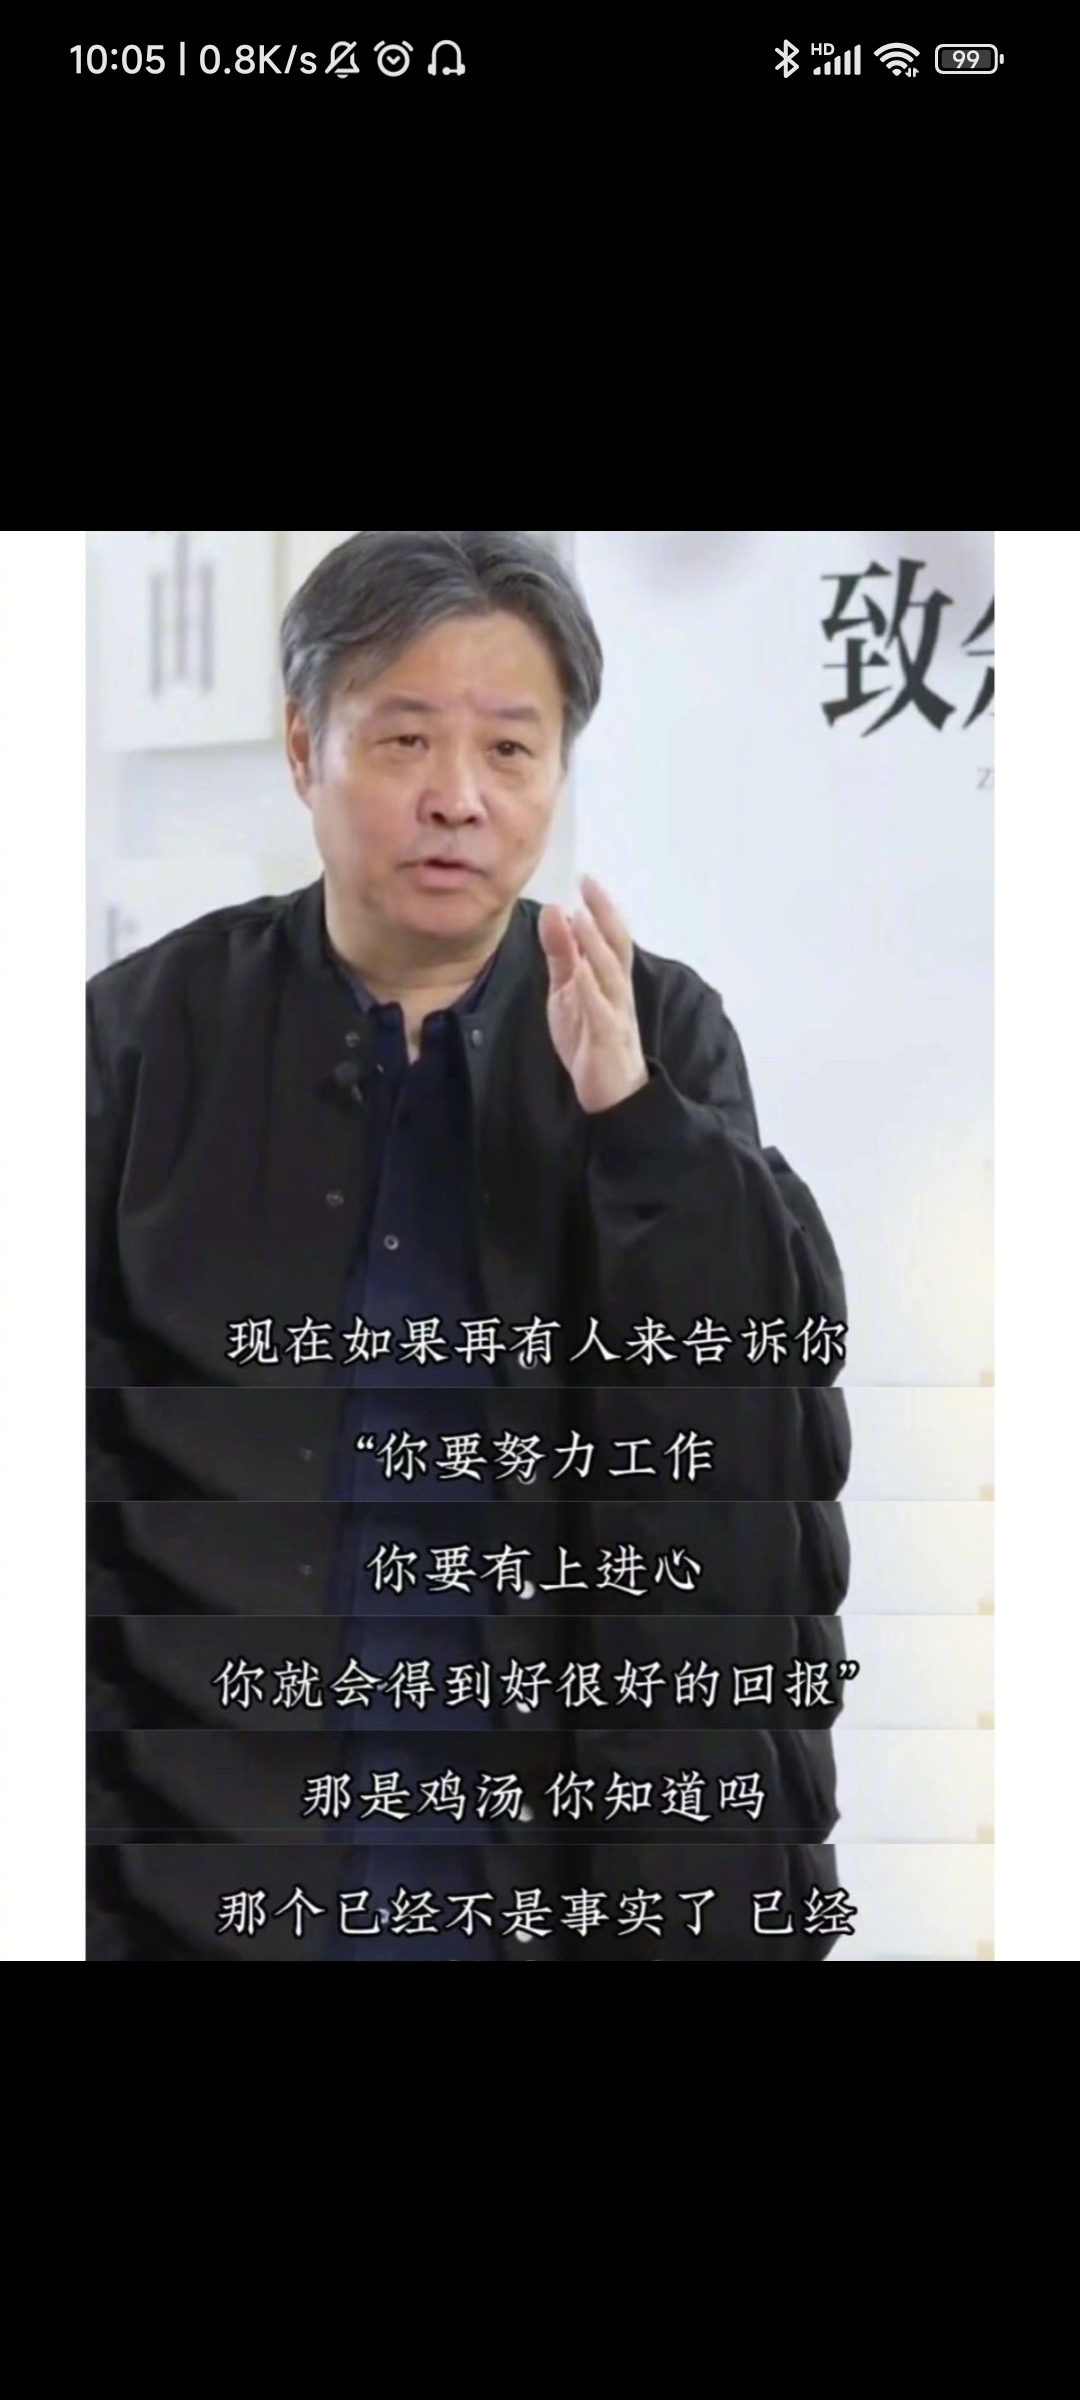 10:05 | 0.8K/s
HD
99
致
Z
现在如果再有人来告诉你
“你要努力工作
你要有上进心
你就会得到好很好的回报”
那是鸡汤 你知道吗
那个已经不是事实了 已经